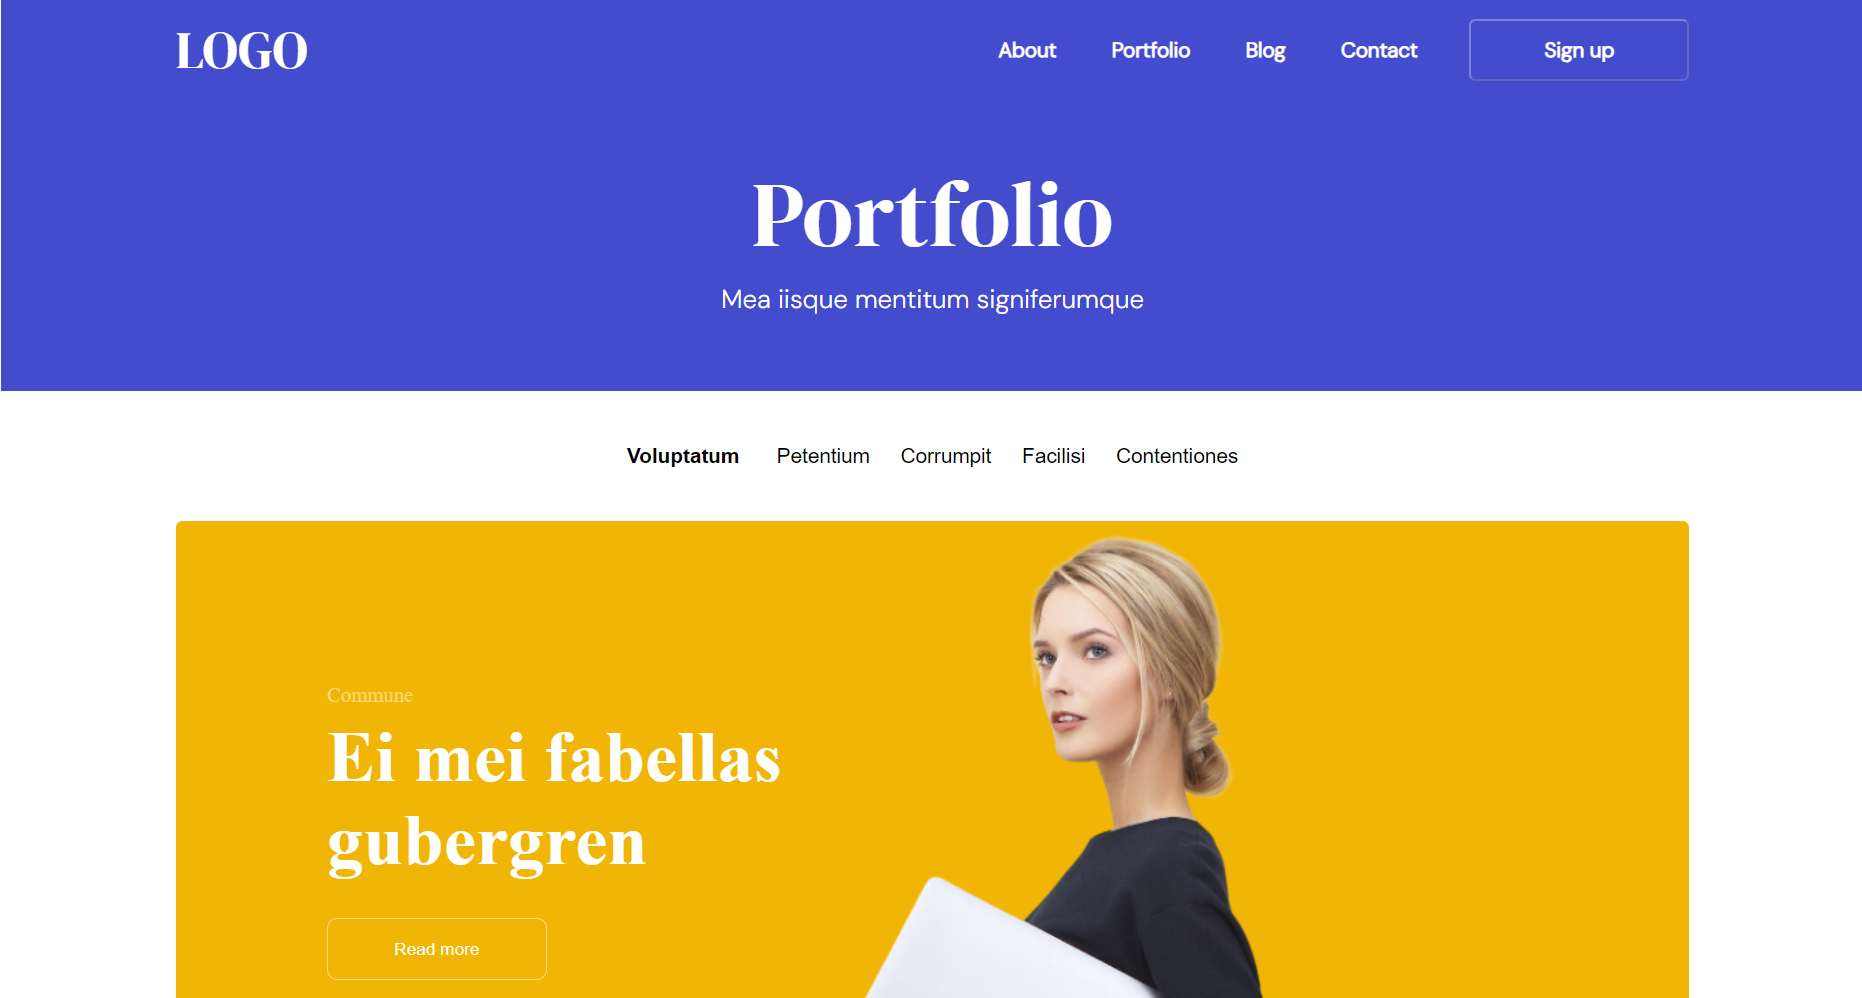 LOGO
About Portfolio Blog Contact Sign up
Portfolio
Mea iisque mentitum signiferumque
Voluptatum Petentium Corrumpit Facilisi Contentiones
Commune
Ei mei fabellas
gubergren
Read more